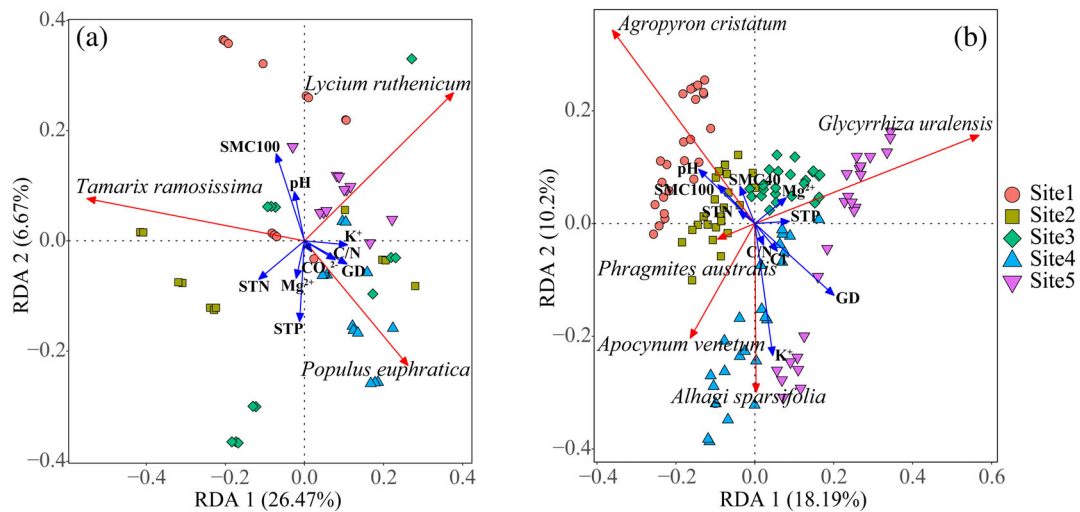 (a)
Lycium ruthenicum
SMC100
pH
Tamarix ramosissima
K⁺
C/N
CO₃²⁻
GD
STN
Mg²⁺
STP
Populus euphratica
0.4
0.2
0.0
−0.2
−0.4
RDA 2 (6.67%)
−0.4
−0.2
0.0
0.2
0.4
RDA 1 (26.47%)
(b)
Agropyron cristatum
Glycyrrhiza uralensis
pH
SMC40
SMC100
Mg²⁺
STN
STP
C/N
Phragmites australis
GD
Apocynum venetum
K⁺
Alhagi sparsifolia
0.2
0.0
−0.2
−0.4
RDA 2 (10.2%)
−0.4
−0.2
0.0
0.2
0.4
0.6
RDA 1 (18.19%)
Site1
Site2
Site3
Site4
Site5